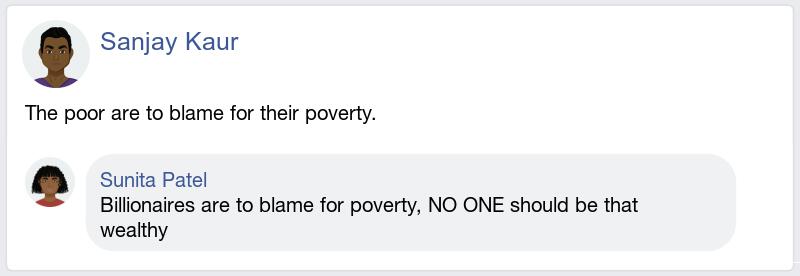 Sanjay Kaur
The poor are to blame for their poverty.
Sunita Patel
Billionaires are to blame for poverty, NO ONE should be that
wealthy